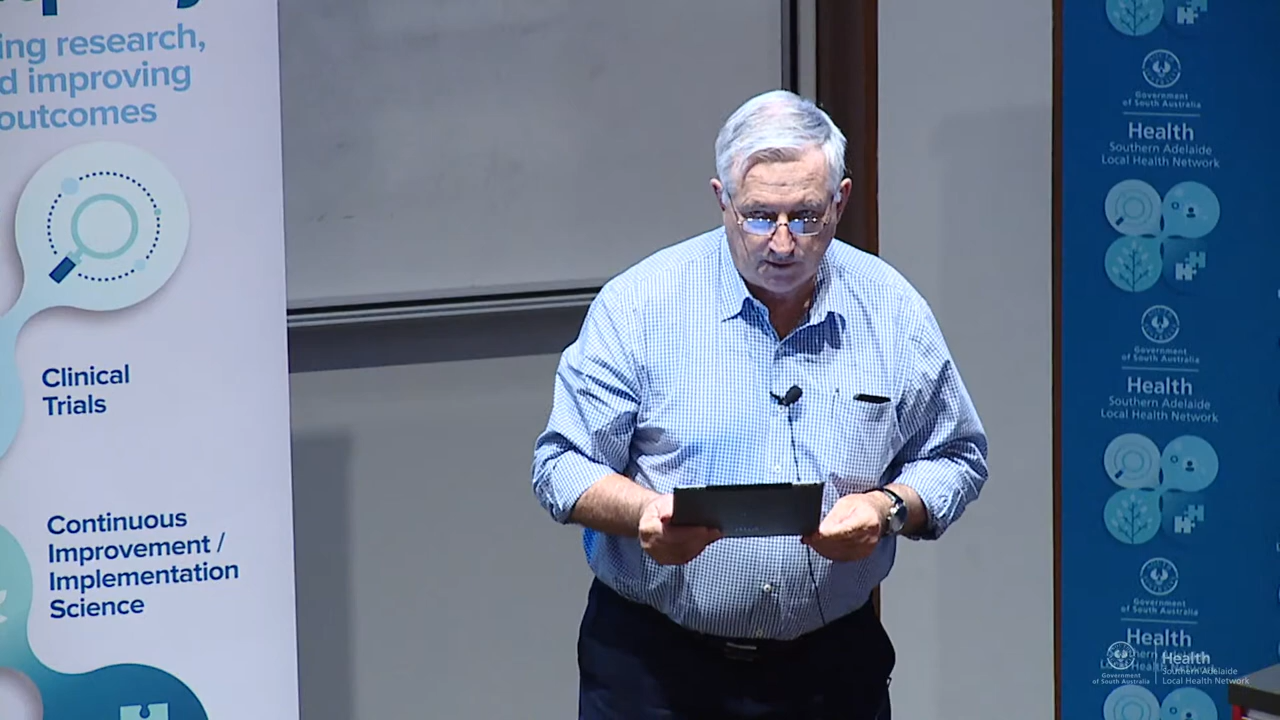 ing research,
d improving
outcomes
Clinical
Trials
Continuous
Improvement /
Implementation
Science
Government
of South Australia
Health
Southern Adelaide
Local Health Network
Government
of South Australia
Health
Southern Adelaide
Local Health Network
Government
of South Australia
Health
Southern Adelaide
Local Health Network
Government
of South Australia
Health
Southern Adelaide
Local Health Network